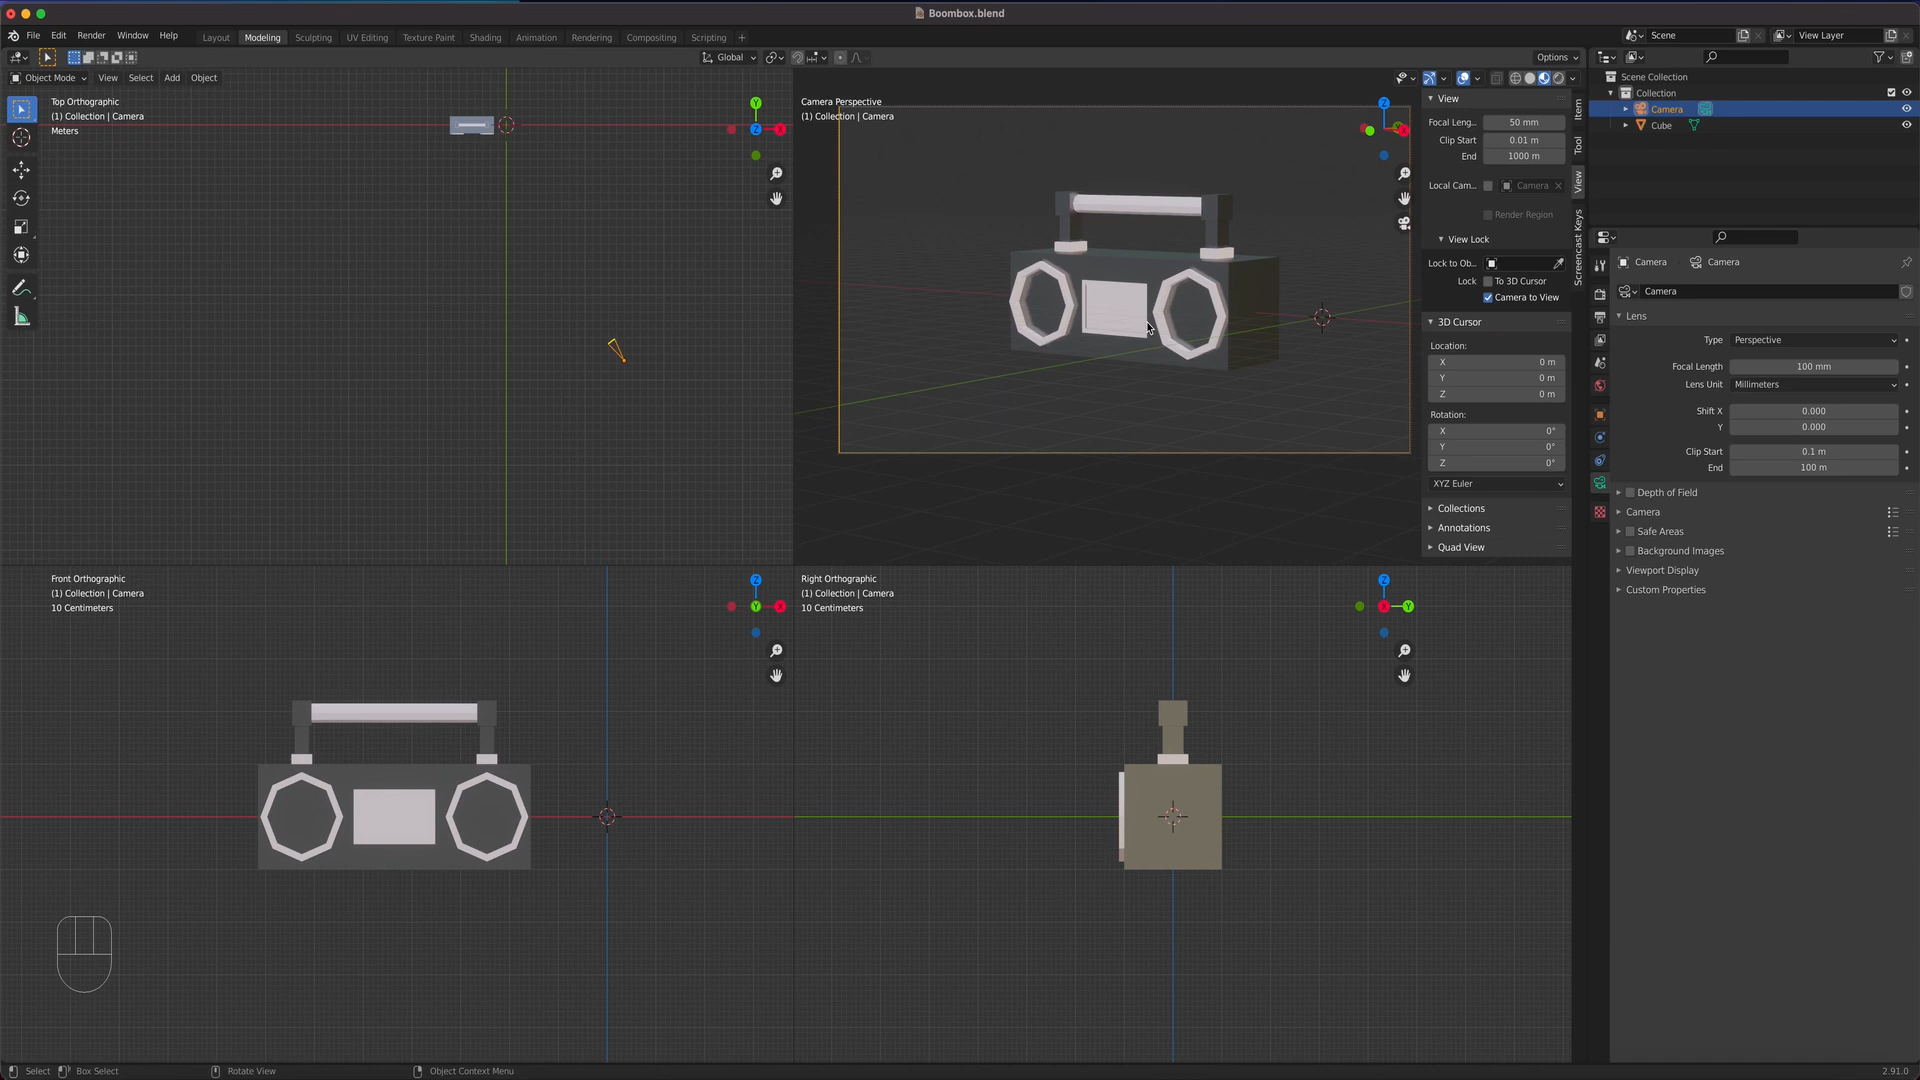 Boombox.blend
File Edit Render Window Help
Layout Modeling Sculpting UV Editing Texture Paint Shading Animation Rendering Compositing Scripting +
Scene
View Layer
Global
Options
Object Mode View Select Add Object
Top Orthographic
(1) Collection | Camera
Meters
Y
Z
X
Camera Perspective
(1) Collection | Camera
Z
X
View
Focal Leng... 50 mm
Clip Start 0.01 m
End 1000 m
Local Cam... Camera
Render Region
View Lock
Lock to Ob...
Lock To 3D Cursor
Camera to View
3D Cursor
Location:
X 0 m
Y 0 m
Z 0 m
Rotation:
X 0°
Y 0°
Z 0°
XYZ Euler
Collections
Annotations
Quad View
Item
Tool
View
Screencast Keys
Scene Collection
Collection
Camera
Cube
Camera Camera
Camera
Lens
Type Perspective
Focal Length 100 mm
Lens Unit Millimeters
Shift X 0.000
Y 0.000
Clip Start 0.1 m
End 100 m
Depth of Field
Camera
Safe Areas
Background Images
Viewport Display
Custom Properties
Front Orthographic
(1) Collection | Camera
10 Centimeters
Z
Y
X
Right Orthographic
(1) Collection | Camera
10 Centimeters
Z
X
Y
Select Box Select Rotate View Object Context Menu
2.91.0